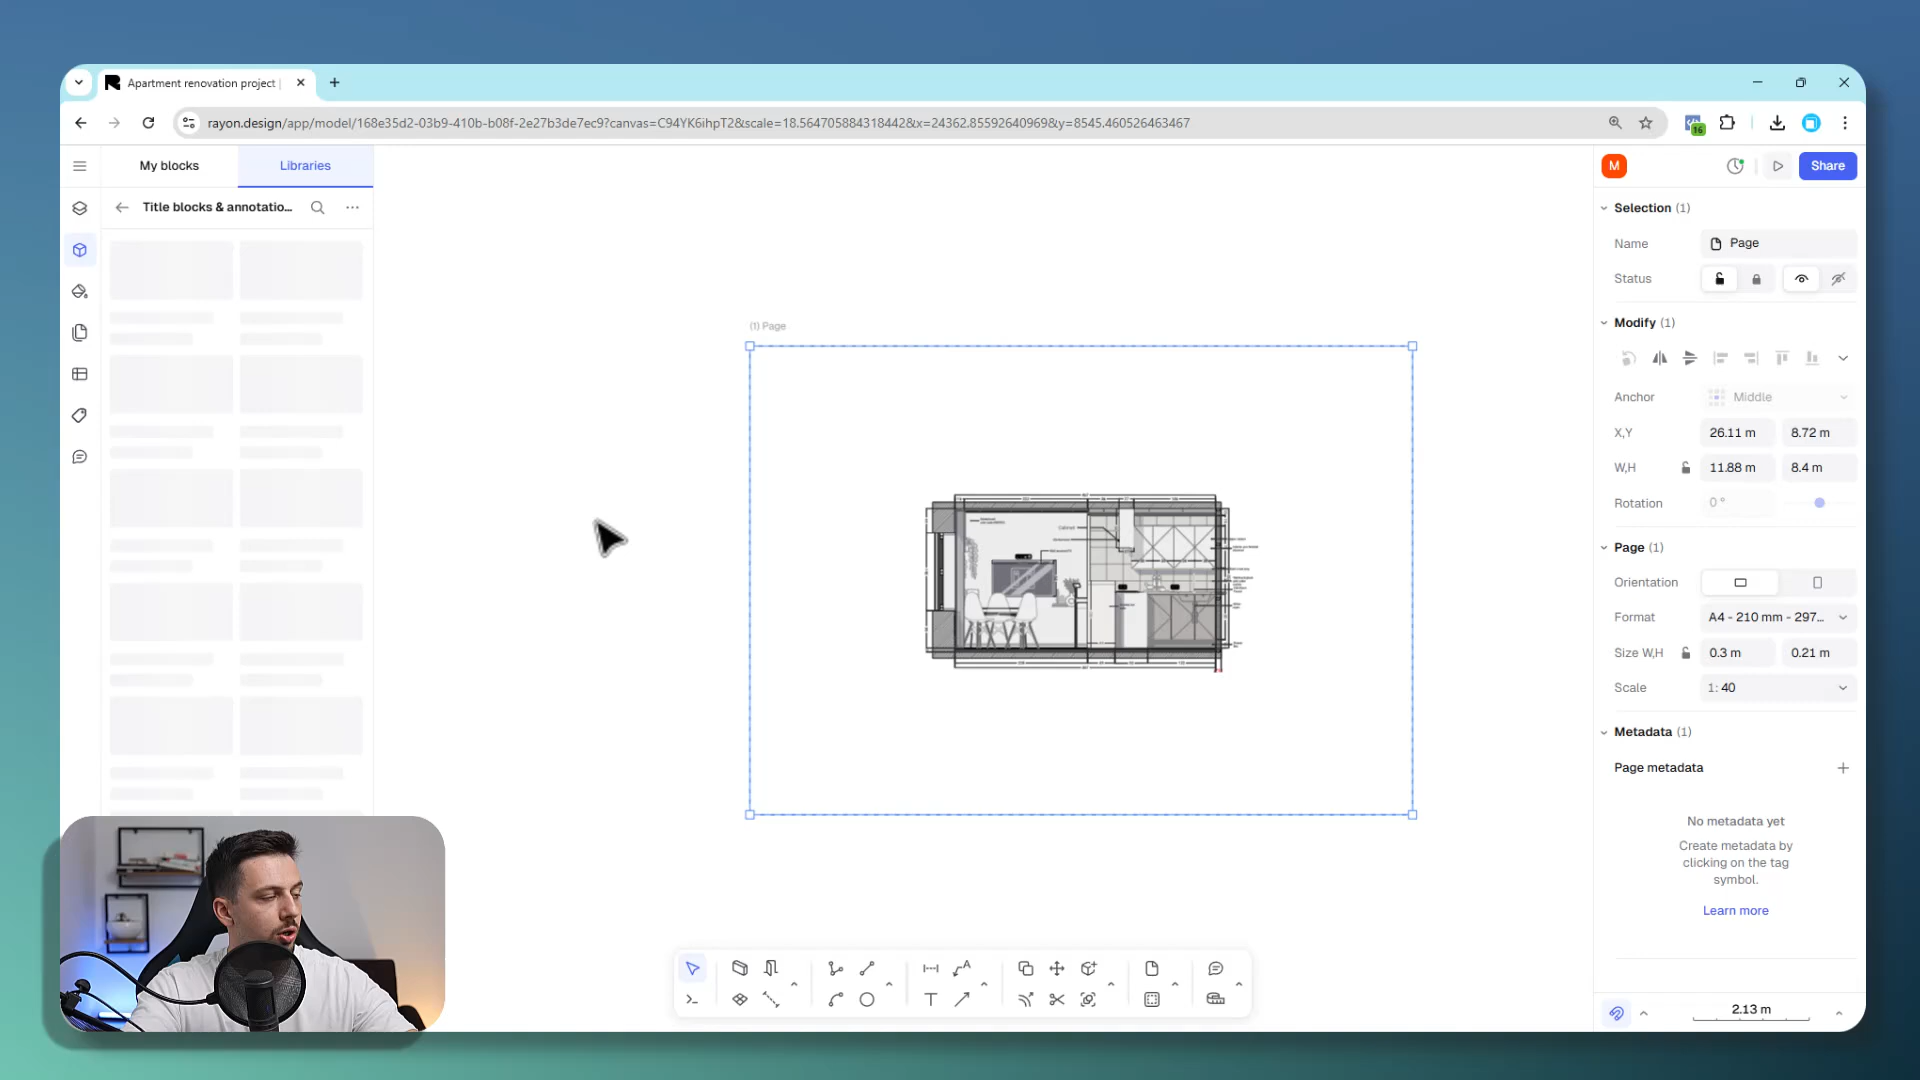 Apartment renovation project
rayon.design/app/model/168e35d2-03b9-410b-b08f-2e27b3de7ec9?canvas=C94YK6ihpT2&scale=18.564705884318442&x=24362.85592640969&y=8545.460526463467
16
My blocks
Libraries
M
Share
Title blocks & annotatio...
Selection (1)
Name
Page
Status
(1) Page
Modify (1)
Anchor
Middle
X,Y
26.11 m
8.72 m
W,H
11.88 m
8.4 m
Rotation
0 °
Page (1)
Orientation
Format
A4 - 210 mm - 297...
Size W,H
0.3 m
0.21 m
Scale
1: 40
Metadata (1)
Page metadata
No metadata yet
Create metadata by
clicking on the tag
symbol.
Learn more
2.13 m